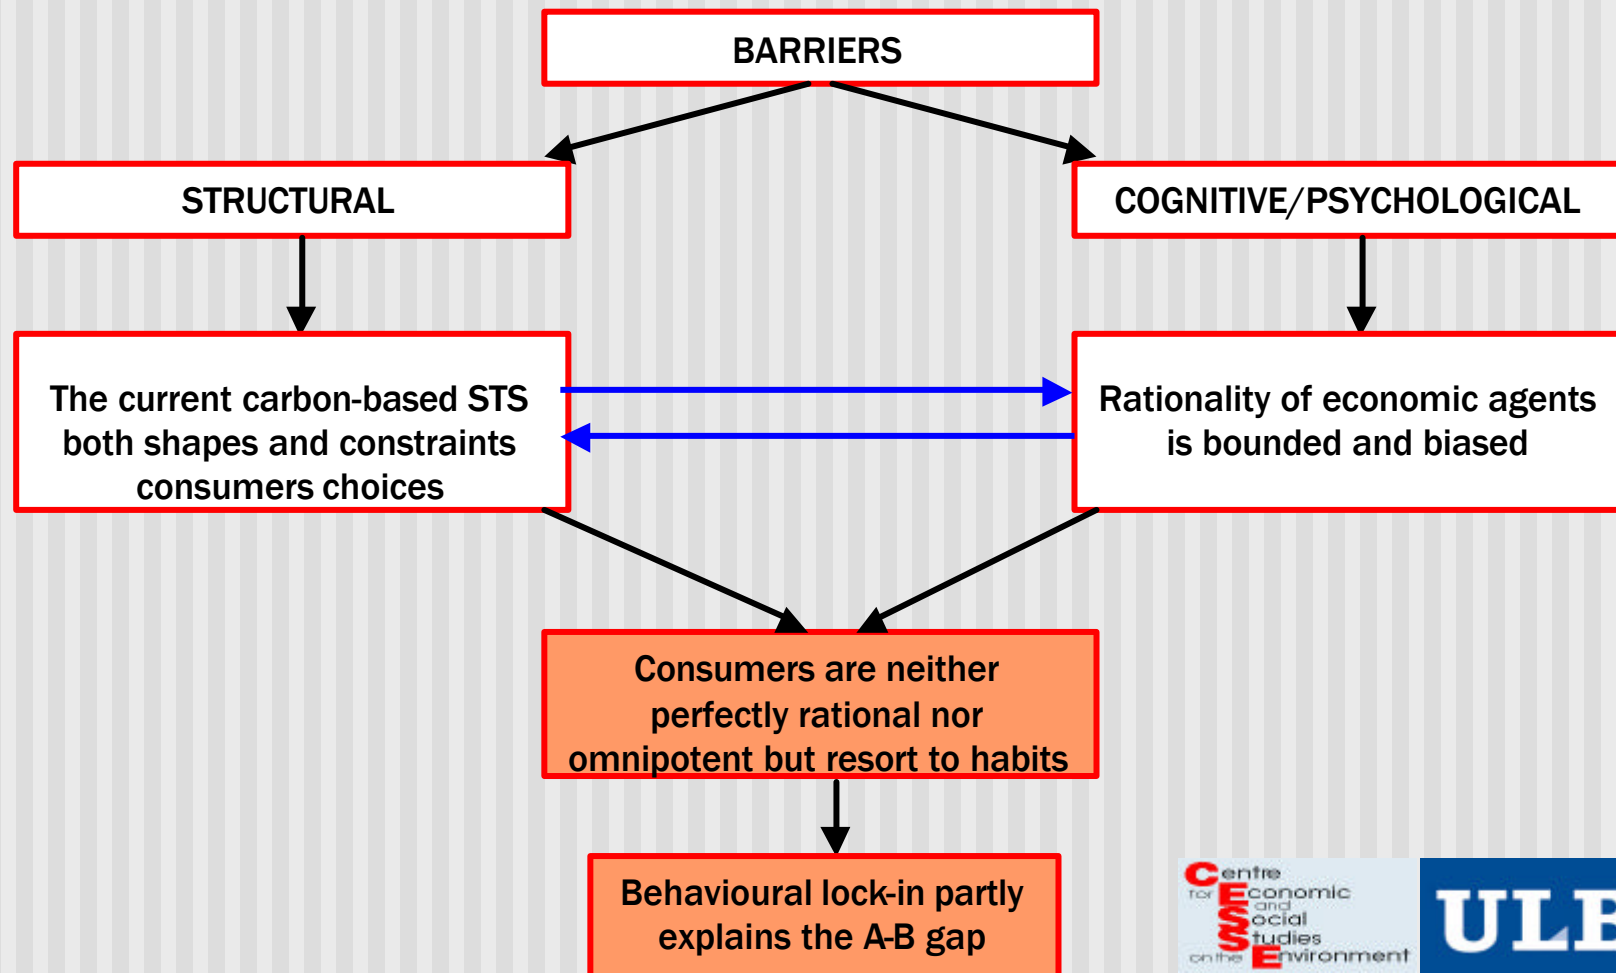 BARRIERS
STRUCTURAL
COGNITIVE/PSYCHOLOGICAL
The current carbon-based STS
both shapes and constraints
consumers choices
Rationality of economic agents
is bounded and biased
Consumers are neither
perfectly rational nor
omnipotent but resort to habits
Behavioural lock-in partly
explains the A-B gap
Centre
for Economic
and
Social
Studies
on the Environment
ULB